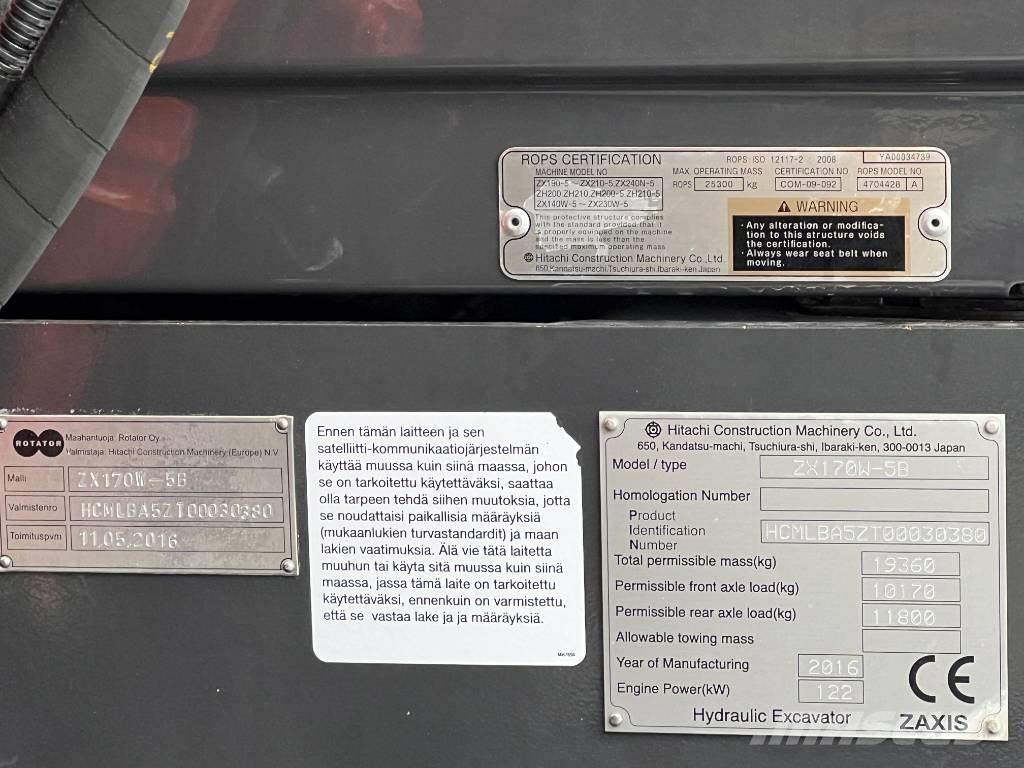 ROPS CERTIFICATION ROPS ISO 12117-2 : 2008 YA00034739
MACHINE MODEL NO MAX OPERATING MASS CERTIFICATION NO ROPS MODEL NO
ZX190-5 ~ ZX210-5,ZX240N-5
ZH200,ZH210,ZH200-5,ZH210-5
ZX140W-5 ~ ZX230W-5
ROPS 25300 kg COM-09-092 4704428 A
This protective structure complies
with the standard provided that it
is properly equipped on the machine
and the mass is less than the
specified maximum operating mass
Hitachi Construction Machinery Co.,Ltd.
650,Kandatsu-machi,Tsuchiura-shi,Ibaraki-ken,Japan
WARNING
· Any alteration or modifica-
tion to this structure voids
the certification.
· Always wear seat belt when
moving.
ROTATOR
Maahantuoja: Rotator Oy
Valmistaja: Hitachi Construction Machinery (Europe) N.V
Malli ZX170W-5B
Valmistenro HCMLBA5ZT00030380
Toimituspvm 11.05.2016
Ennen tämän laitteen ja sen
satelliitti-kommunikaatiojärjestelmän
käyttää muussa kuin siinä maassa, johon
se on tarkoitettu käytettäväksi, saattaa
olla tarpeen tehdä siihen muutoksia, jotta
se noudattaisi paikallisia määräyksiä
(mukaanlukien turvastandardit) ja maan
lakien vaatimuksia. Älä vie tätä laitetta
muuhun tai käyta sitä muussa kuin siinä
maassa, jassa tämä laite on tarkoitettu
käytettäväksi, ennenkuin on varmistettu,
että se vastaa lake ja ja määräyksiä.
Hitachi Construction Machinery Co., Ltd.
650, Kandatsu-machi, Tsuchiura-shi, Ibaraki-ken, 300-0013 Japan
Model / type ZX170W-5B
Homologation Number
Product
Identification
Number
HCMLBA5ZT00030380
Total permissible mass(kg) 19360
Permissible front axle load(kg) 10170
Permissible rear axle load(kg) 11800
Allowable towing mass
Year of Manufacturing 2016
Engine Power(kW) 122
CE
Hydraulic Excavator ZAXIS